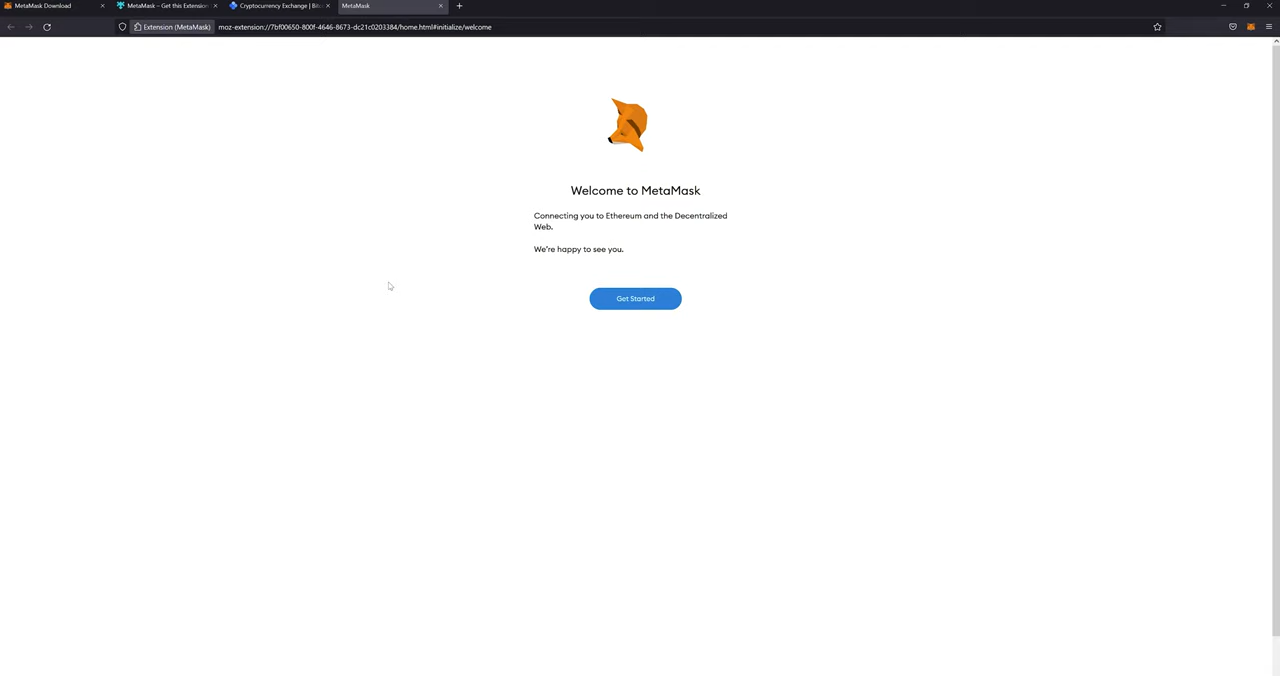 MetaMask Download
MetaMask – Get this Extension
Cryptocurrency Exchange | Bitc
MetaMask
Extension (MetaMask)
moz-extension://7bf00650-800f-4646-8673-dc21c0203384/home.html#initialize/welcome
Welcome to MetaMask
Connecting you to Ethereum and the Decentralized
Web.
We're happy to see you.
Get Started